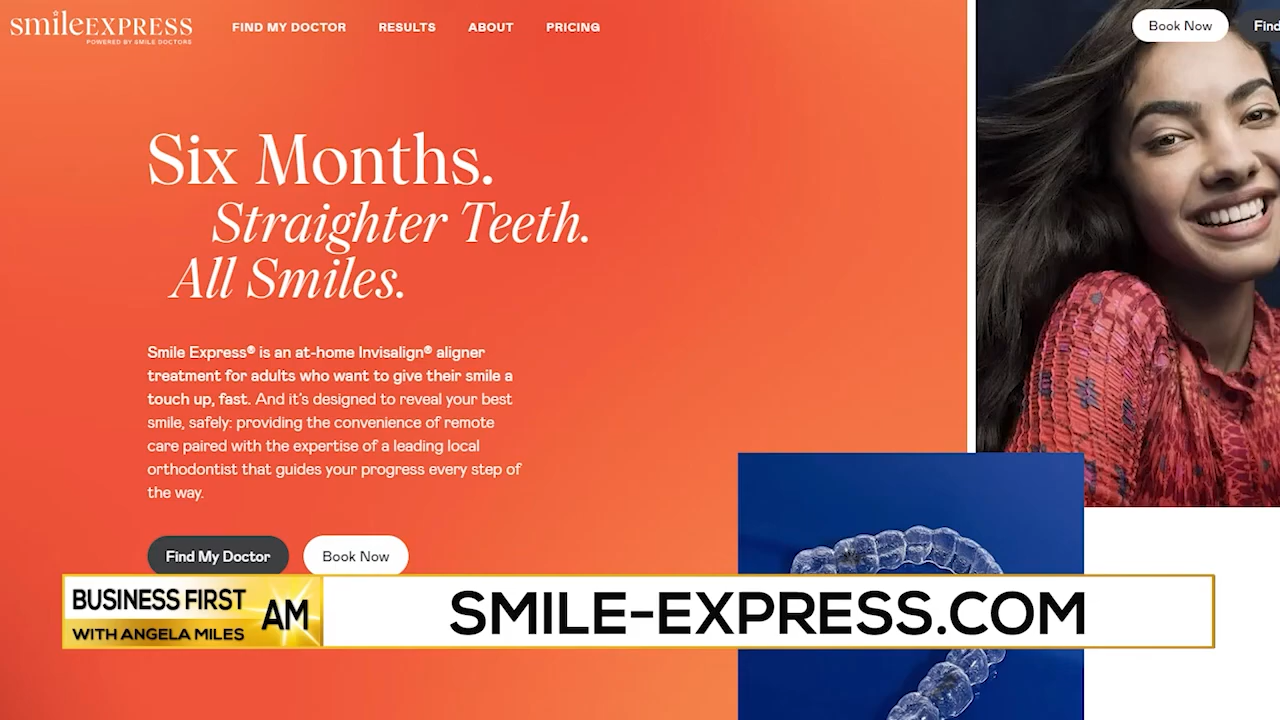 smileEXPRESS
POWERED BY SMILE DOCTORS
FIND MY DOCTOR
RESULTS
ABOUT
PRICING
Book Now
Find
Six Months.
Straighter Teeth.
All Smiles.
Smile Express® is an at-home Invisalign® aligner
treatment for adults who want to give their smile a
touch up, fast. And it's designed to reveal your best
smile, safely: providing the convenience of remote
care paired with the expertise of a leading local
orthodontist that guides your progress every step of
the way.
Find My Doctor
Book Now
BUSINESS FIRST AM
WITH ANGELA MILES
SMILE-EXPRESS.COM